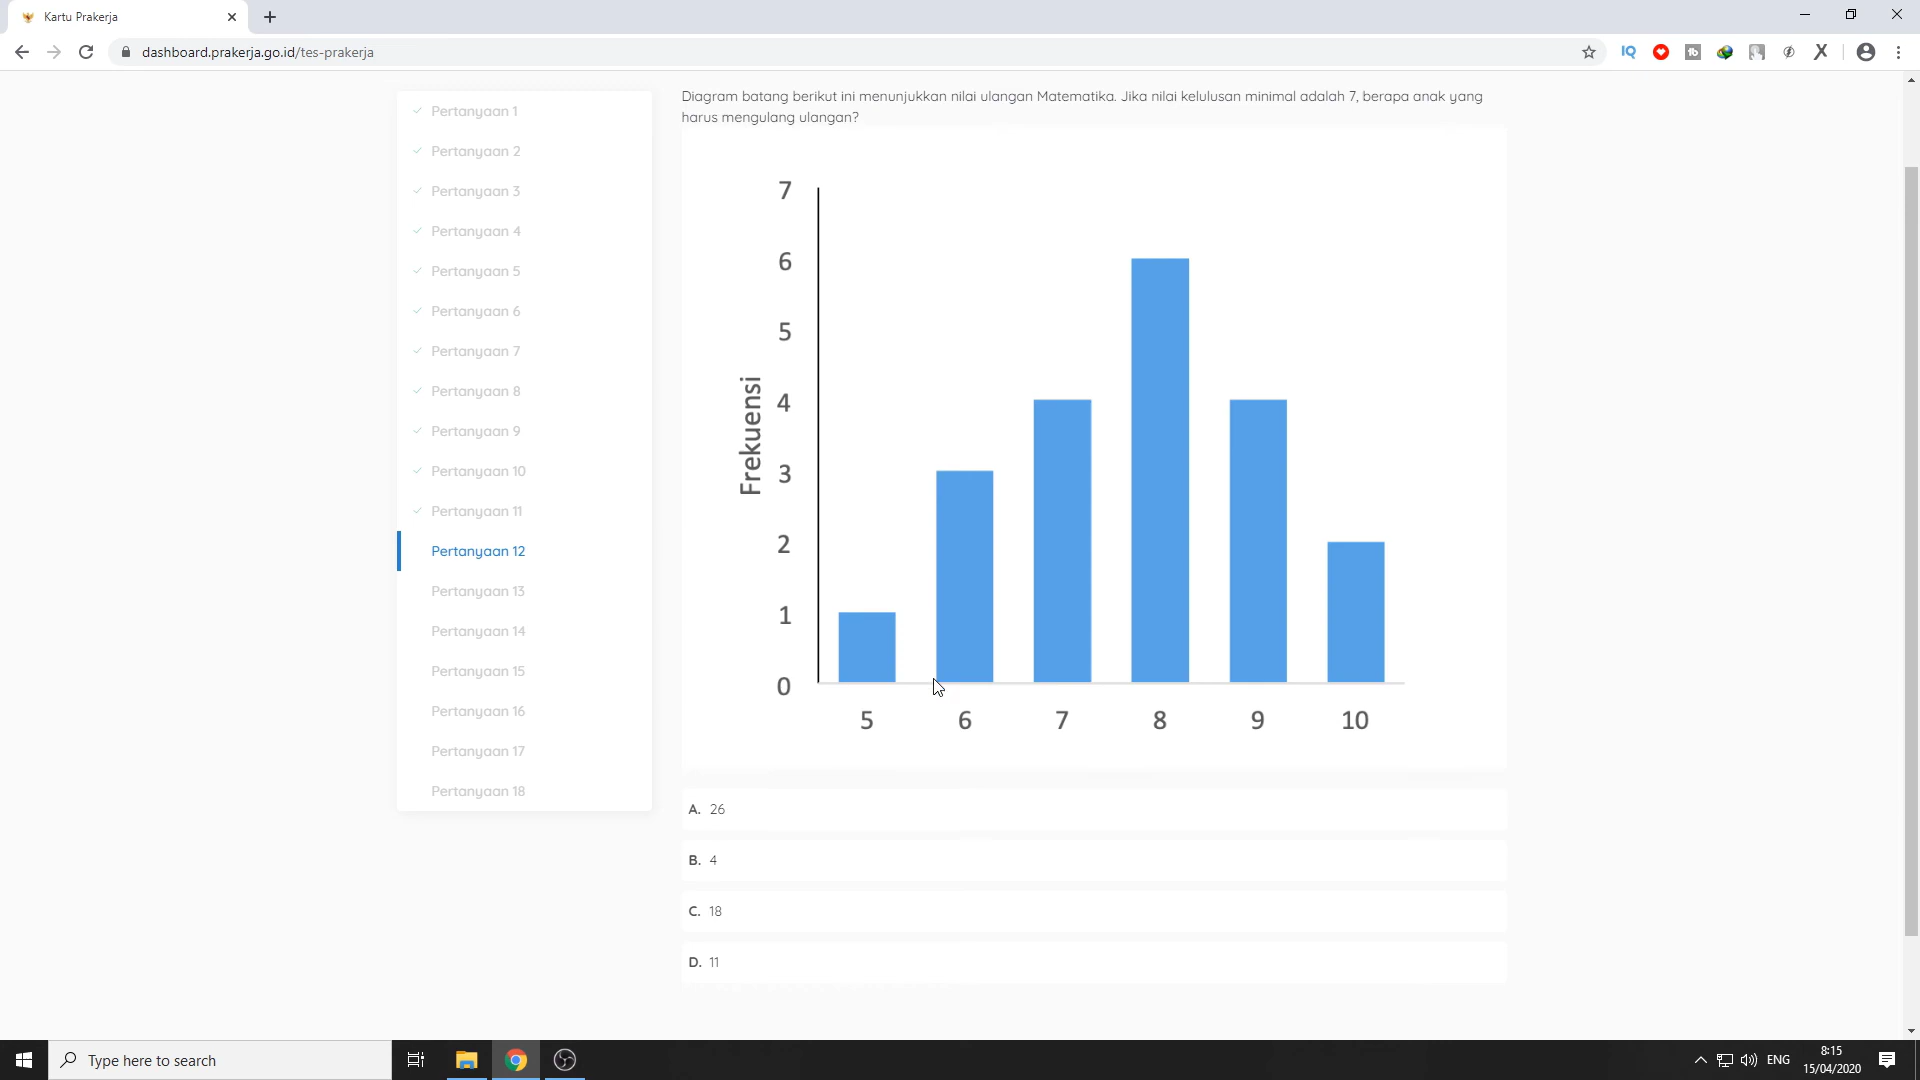 Kartu Prakerja
dashboard.prakerja.go.id/tes-prakerja
IQ
Pertanyaan 1
Pertanyaan 2
Pertanyaan 3
Pertanyaan 4
Pertanyaan 5
Pertanyaan 6
Pertanyaan 7
Pertanyaan 8
Pertanyaan 9
Pertanyaan 10
Pertanyaan 11
Pertanyaan 12
Pertanyaan 13
Pertanyaan 14
Pertanyaan 15
Pertanyaan 16
Pertanyaan 17
Pertanyaan 18
Diagram batang berikut ini menunjukkan nilai ulangan Matematika. Jika nilai kelulusan minimal adalah 7, berapa anak yang
harus mengulang ulangan?
7
6
5
4
3
2
1
0
Frekuensi
5 6 7 8 9 10
A. 26
B. 4
C. 18
D. 11
Type here to search
ENG
8:15
15/04/2020